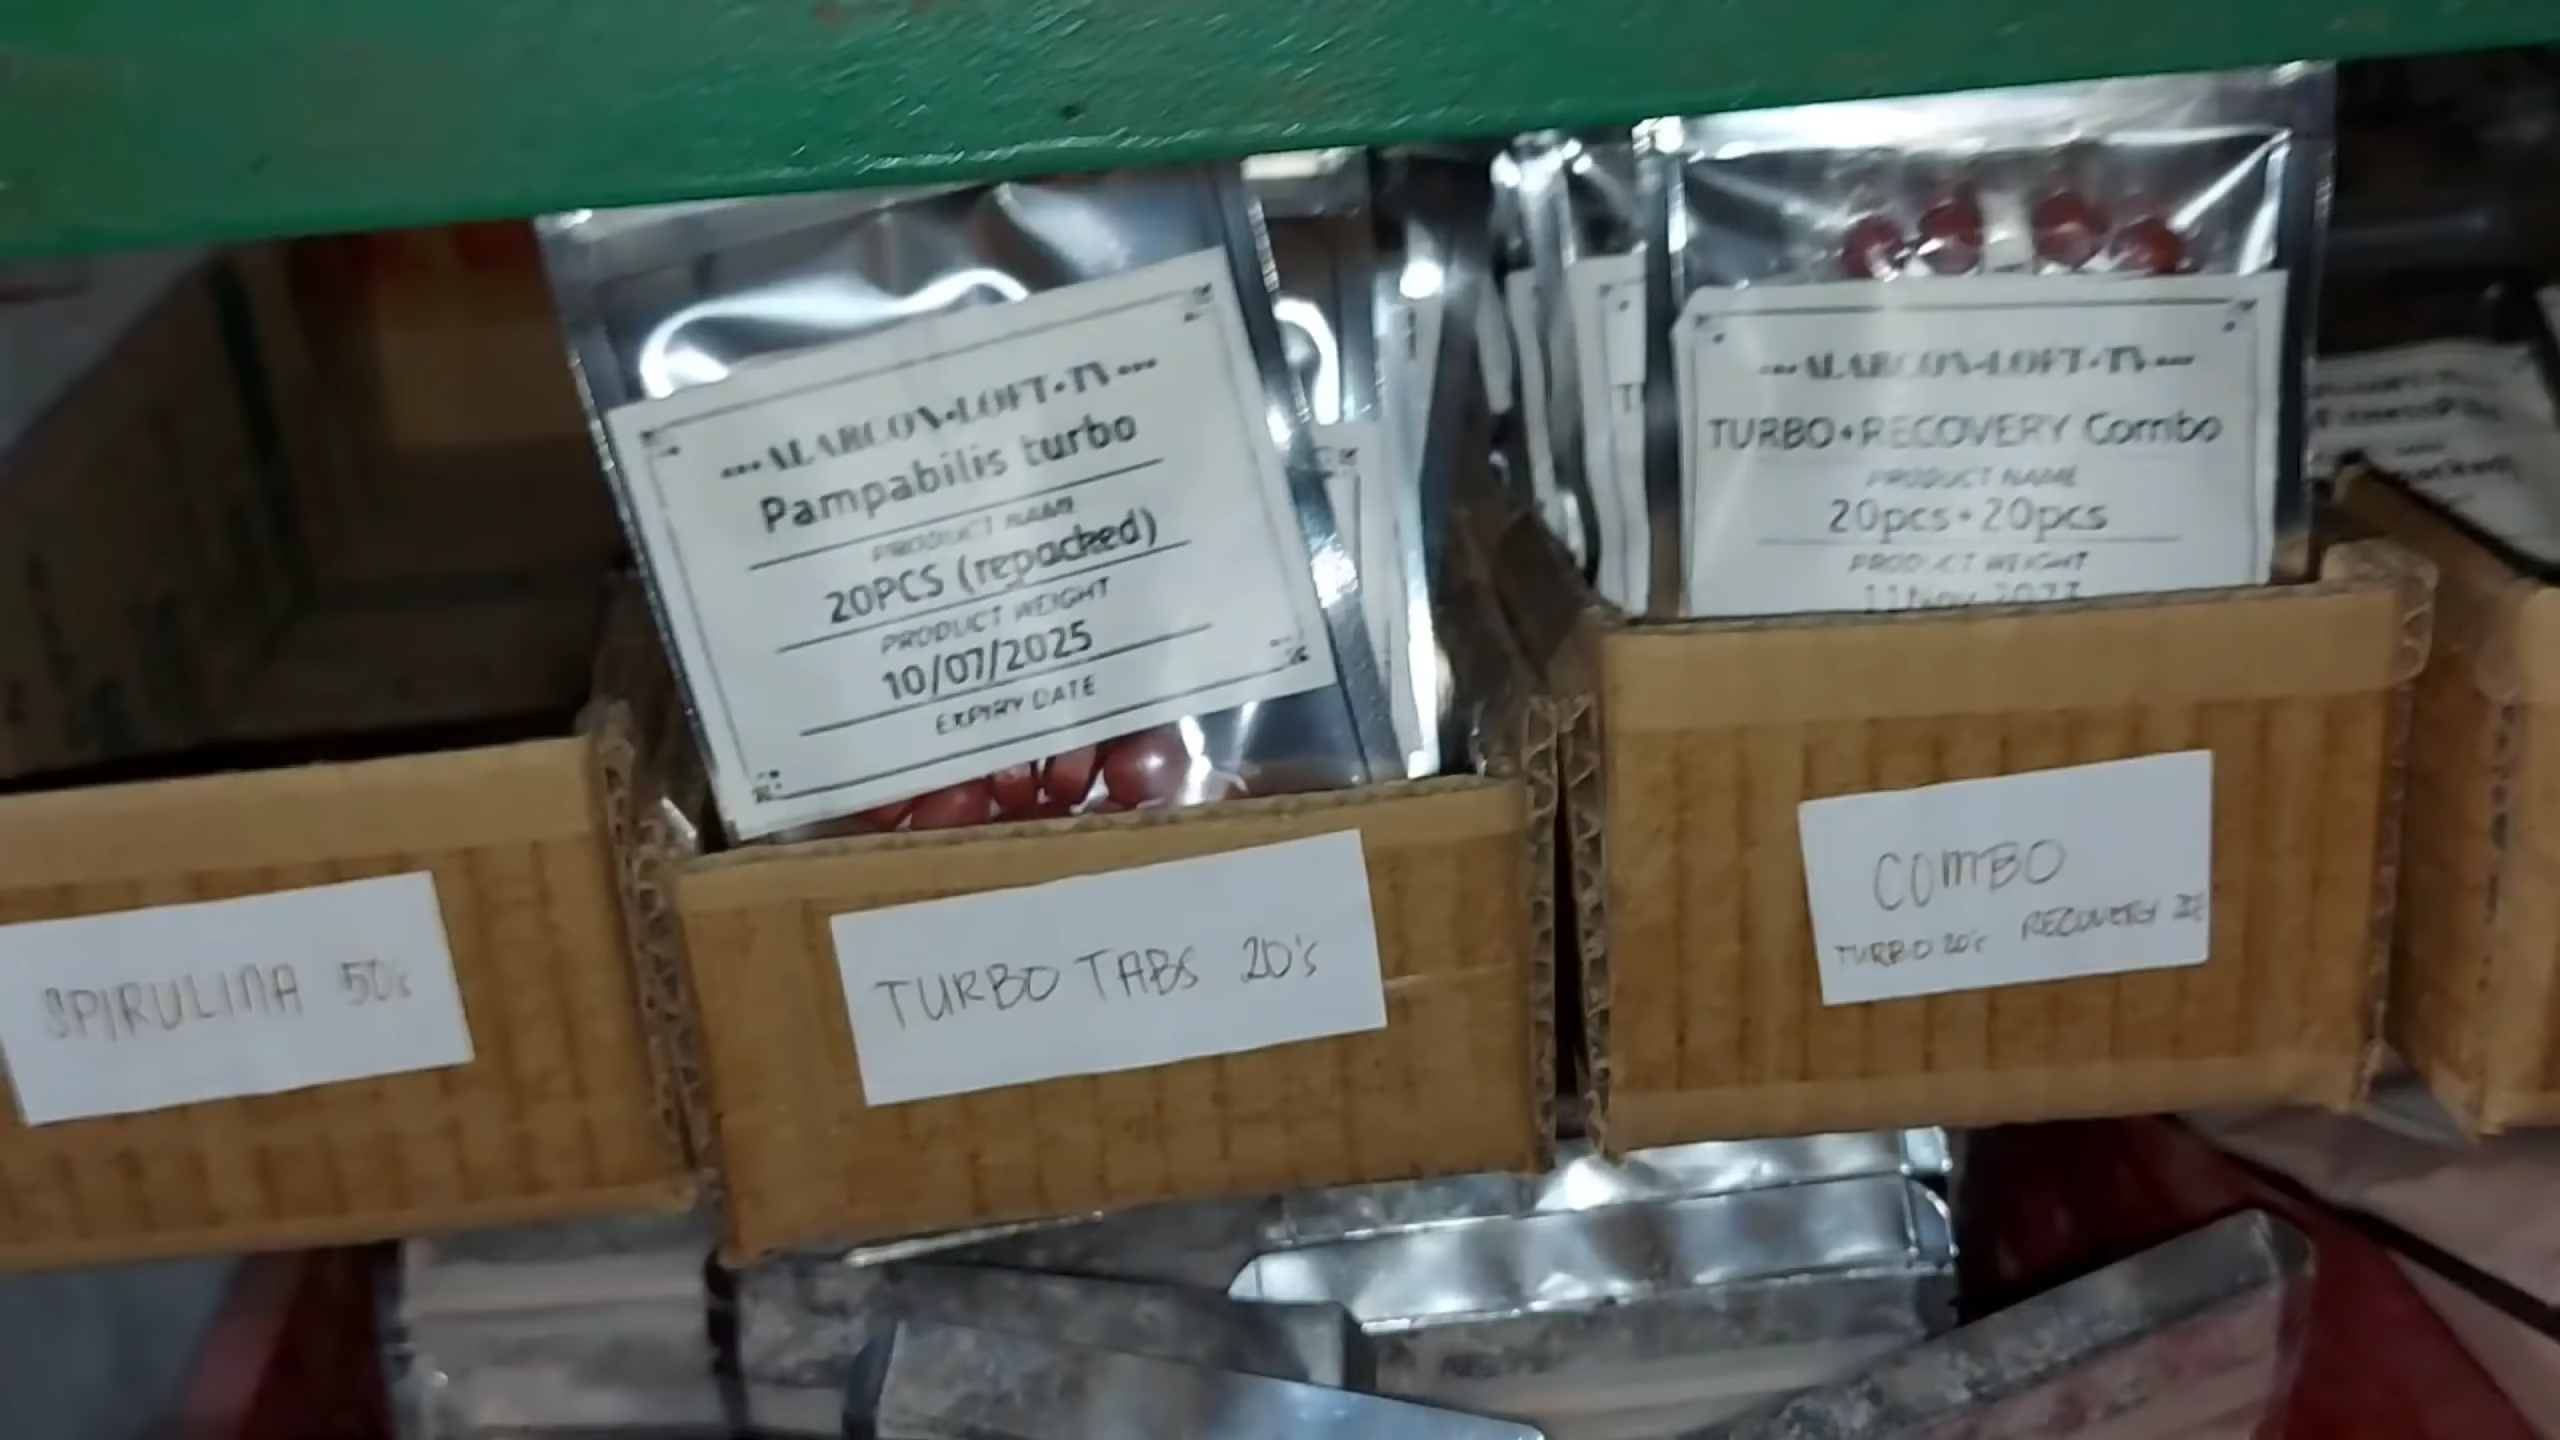 ALARCON•LOFT•TV
Pampabilis turbo
PRODUCT NAME
20PCS (repacked)
PRODUCT WEIGHT
10/07/2025
EXPIRY DATE
ALARCON•LOFT•TV
TURBO+RECOVERY Combo
PRODUCT NAME
20pcs+20pcs
PRODUCT WEIGHT
SPIRULINA 50's
TURBO TABS 20's
COMBO
TURBO 20's RECOVERY